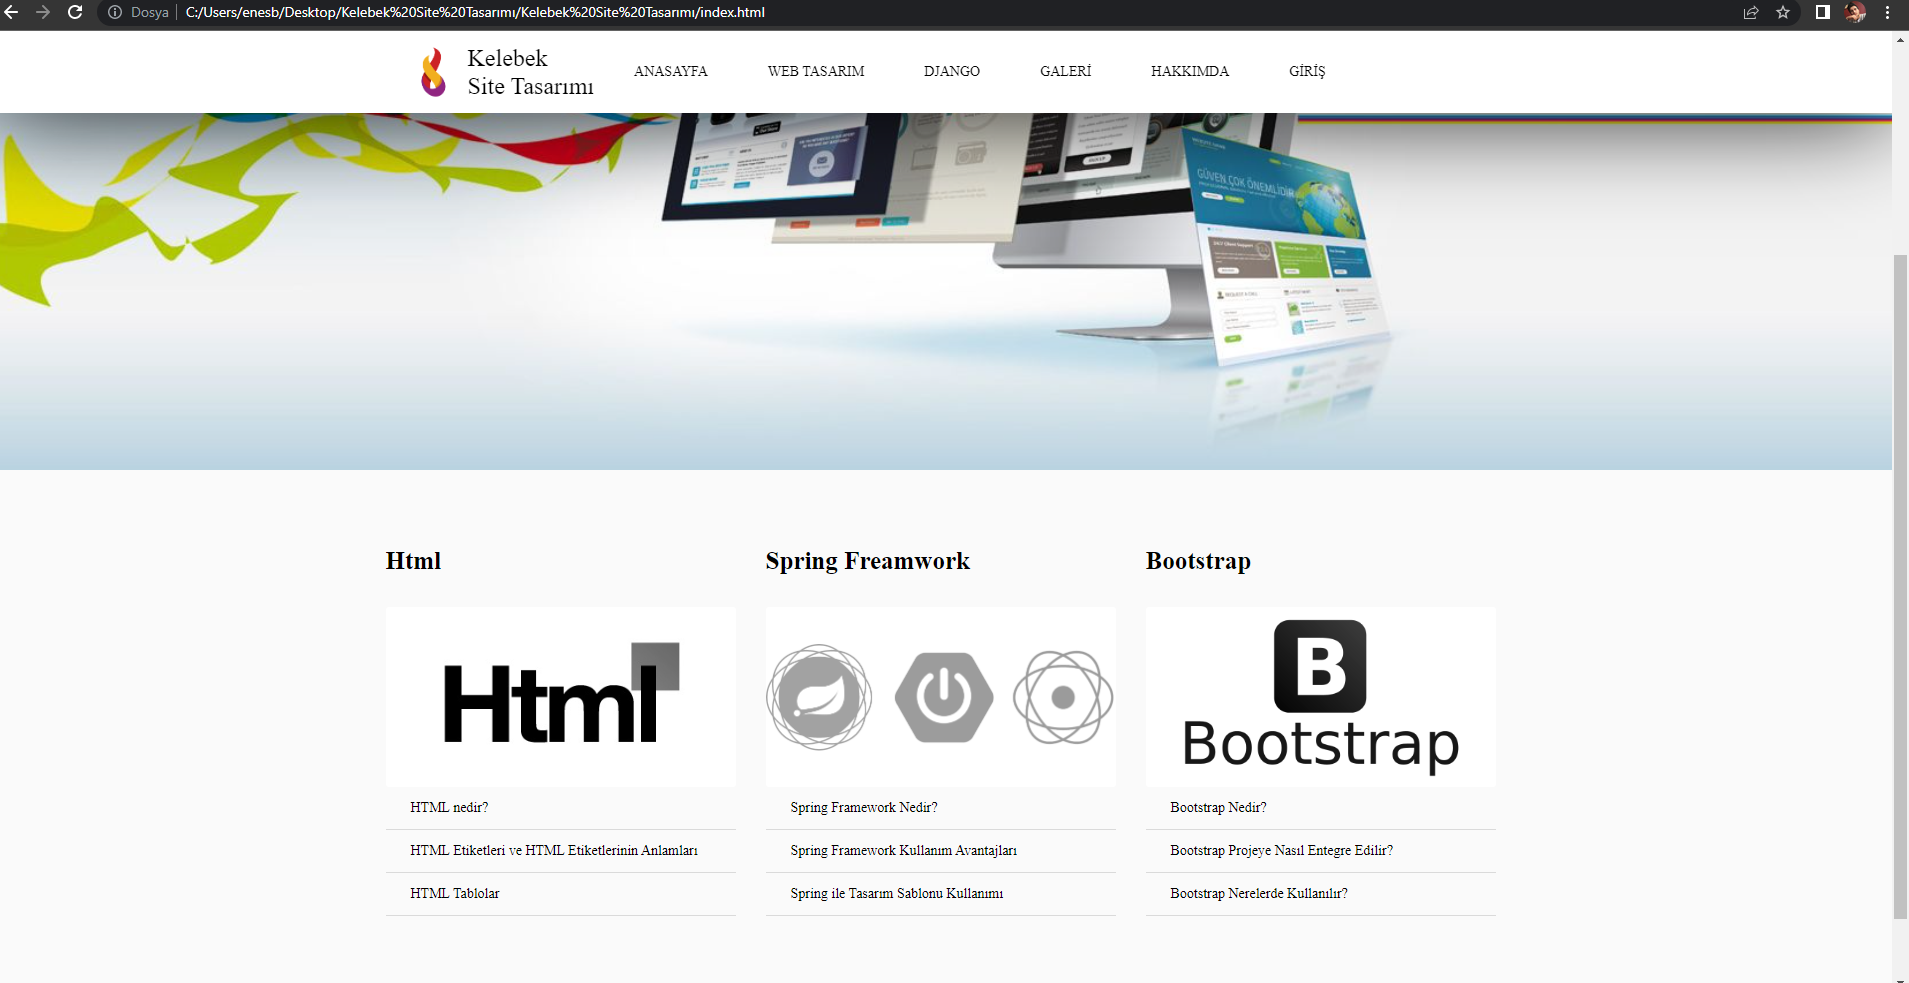 Dosya
C:/Users/enesb/Desktop/Kelebek%20Site%20Tasarımı/Kelebek%20Site%20Tasarımı/index.html
Kelebek
Site Tasarımı
ANASAYFA
WEB TASARIM
DJANGO
GALERİ
HAKKIMDA
GİRİŞ
SIGN UP
GÜVEN ÇOK ÖNEMLİDİR
Html
Spring Freamwork
Bootstrap
Html
B
Bootstrap
HTML nedir?
Spring Framework Nedir?
Bootstrap Nedir?
HTML Etiketleri ve HTML Etiketlerinin Anlamları
Spring Framework Kullanım Avantajları
Bootstrap Projeye Nasıl Entegre Edilir?
HTML Tablolar
Spring ile Tasarım Sablonu Kullanımı
Bootstrap Nerelerde Kullanılır?